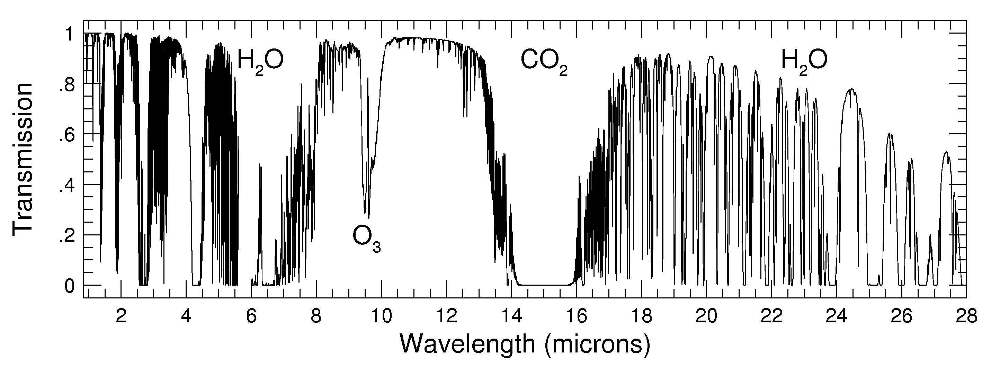 Transmission
1
.8
.6
.4
.2
0
H2O
O3
CO2
H2O
2 4 6 8 10 12 14 16 18 20 22 24 26 28
Wavelength (microns)